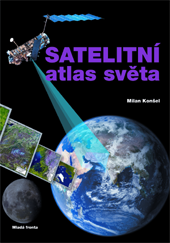 SATELITNÍ
atlas světa
Milan Konšel
Mladá fronta